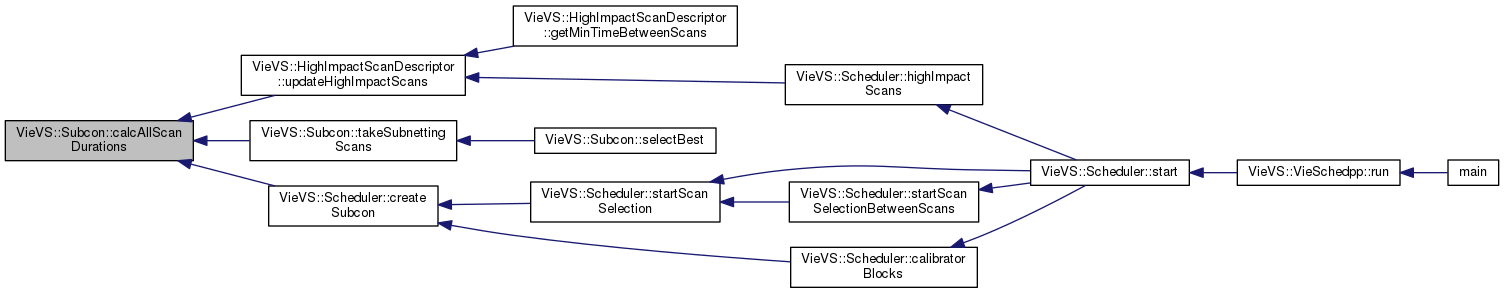 VieVS::HighImpactScanDescriptor
::getMinTimeBetweenScans
VieVS::HighImpactScanDescriptor
::updateHighImpactScans
VieVS::Scheduler::highImpact
Scans
VieVS::Subcon::calcAllScan
Durations
VieVS::Subcon::takeSubnetting
Scans
VieVS::Subcon::selectBest
VieVS::Scheduler::start
VieVS::VieSchedpp::run
main
VieVS::Scheduler::create
Subcon
VieVS::Scheduler::startScan
Selection
VieVS::Scheduler::startScan
SelectionBetweenScans
VieVS::Scheduler::calibrator
Blocks